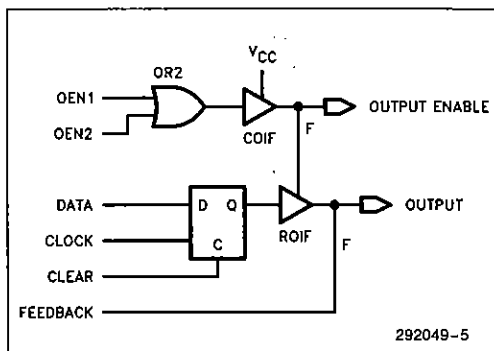 VCC
OR2
OEN1
OEN2
COIF
F
OUTPUT ENABLE
DATA
D Q
CLOCK
C
CLEAR
ROIF
F
OUTPUT
FEEDBACK
292049-5